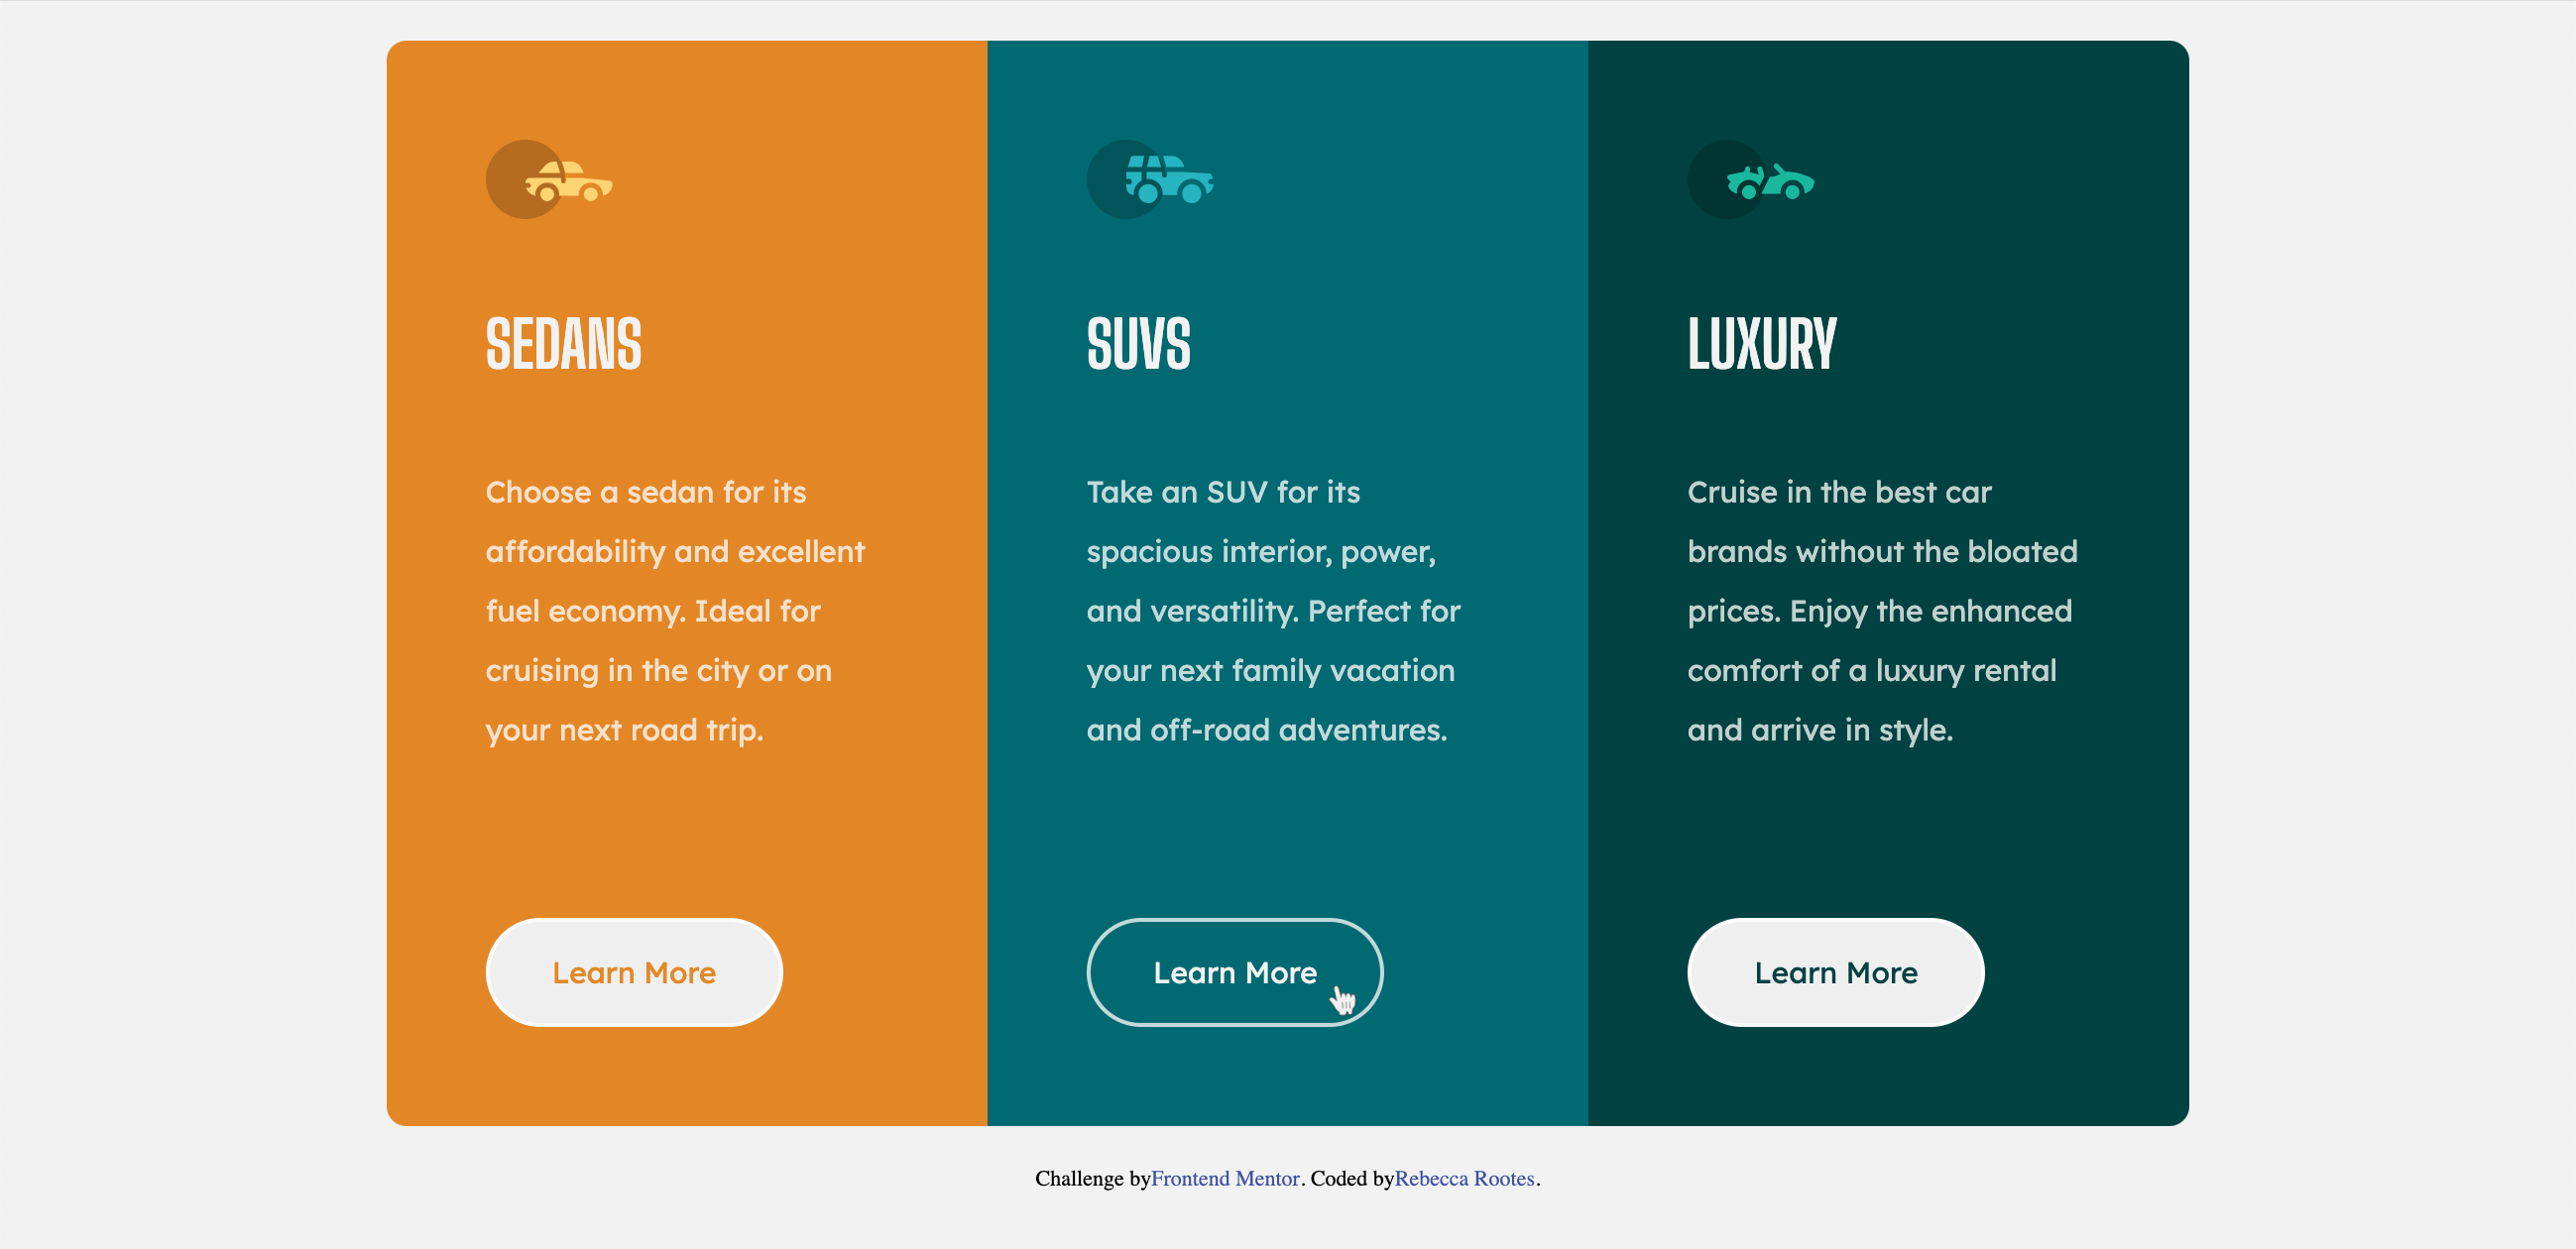 SEDANS
Choose a sedan for its
affordability and excellent
fuel economy. Ideal for
cruising in the city or on
your next road trip.
Learn More
SUVS
Take an SUV for its
spacious interior, power,
and versatility. Perfect for
your next family vacation
and off-road adventures.
Learn More
LUXURY
Cruise in the best car
brands without the bloated
prices. Enjoy the enhanced
comfort of a luxury rental
and arrive in style.
Learn More
Challenge byFrontend Mentor. Coded byRebecca Rootes.